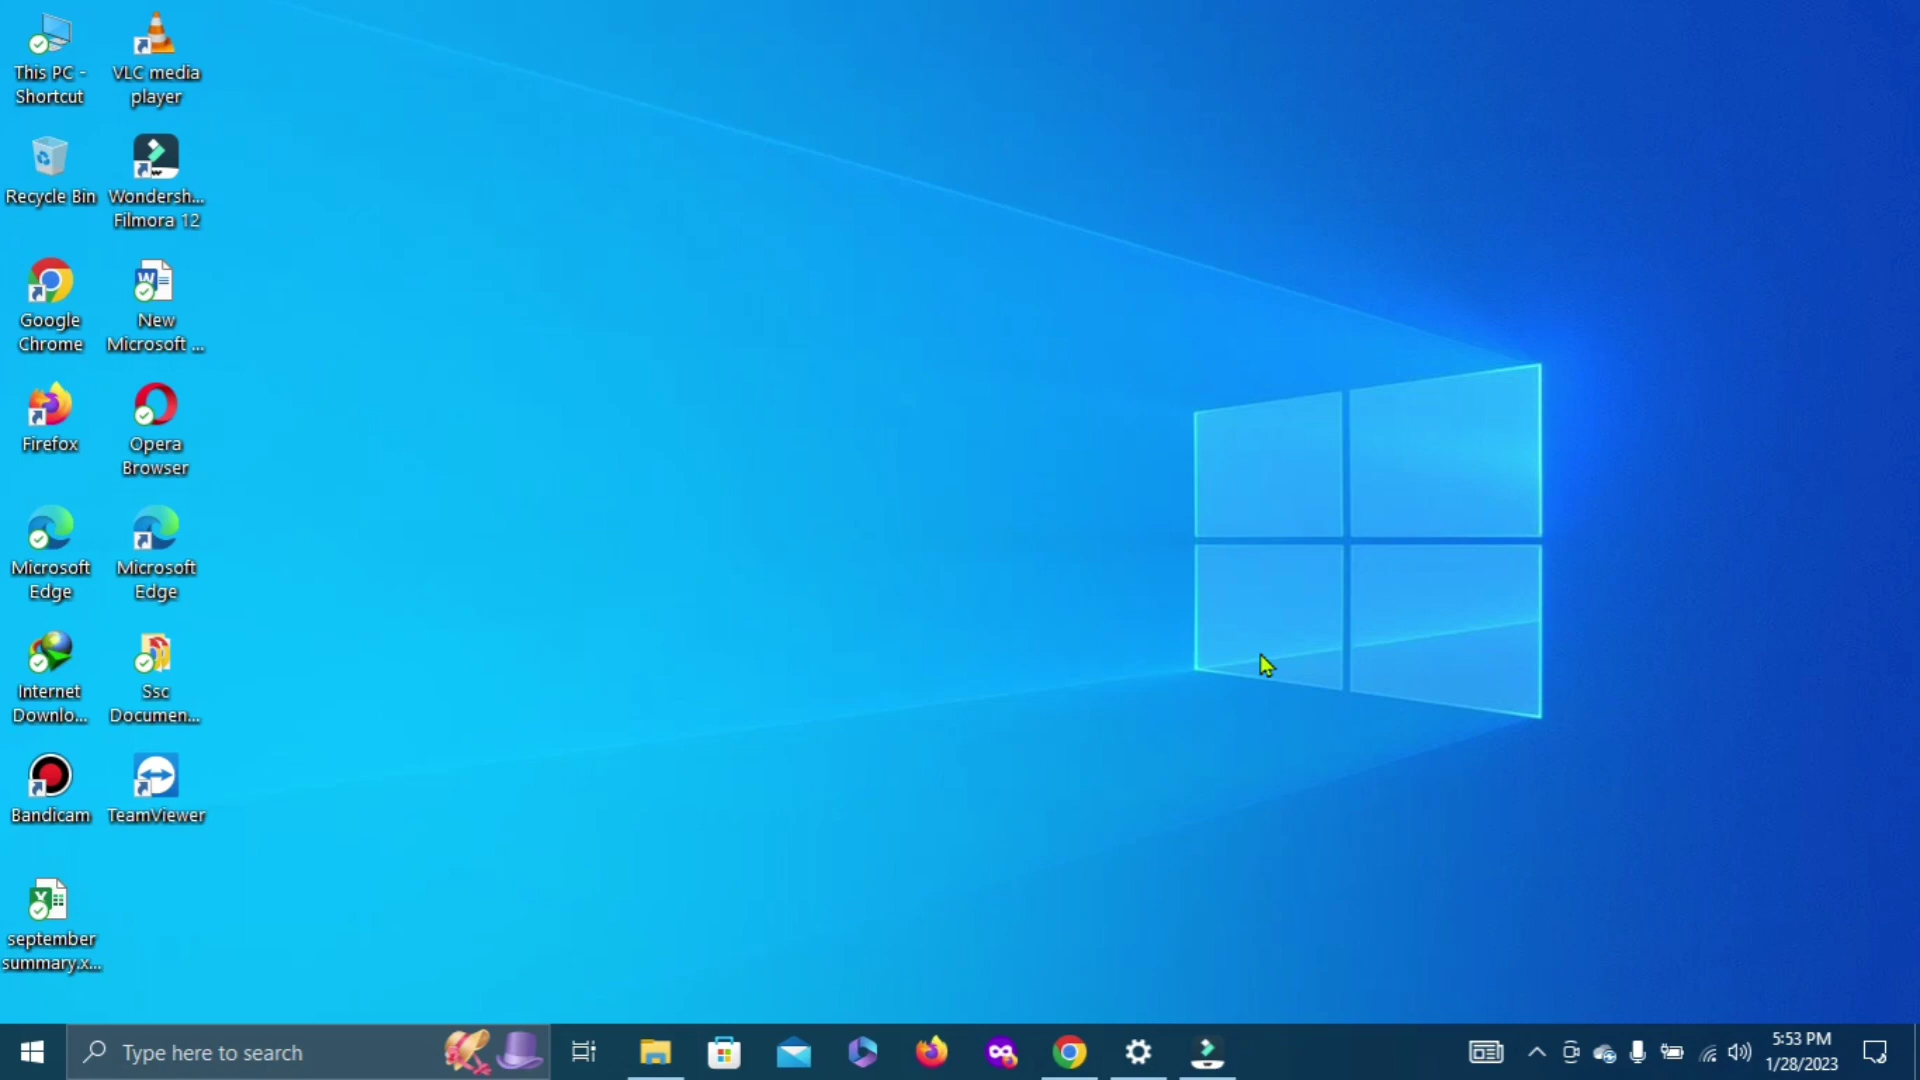 This PC -
Shortcut
VLC media
player
Recycle Bin
Wondersh...
Filmora 12
Google
Chrome
New
Microsoft ...
Firefox
Opera
Browser
Microsoft
Edge
Microsoft
Edge
Internet
Downlo...
Ssc
Documen...
Bandicam
TeamViewer
september
summary.x...
Type here to search
5:53 PM
1/28/2023